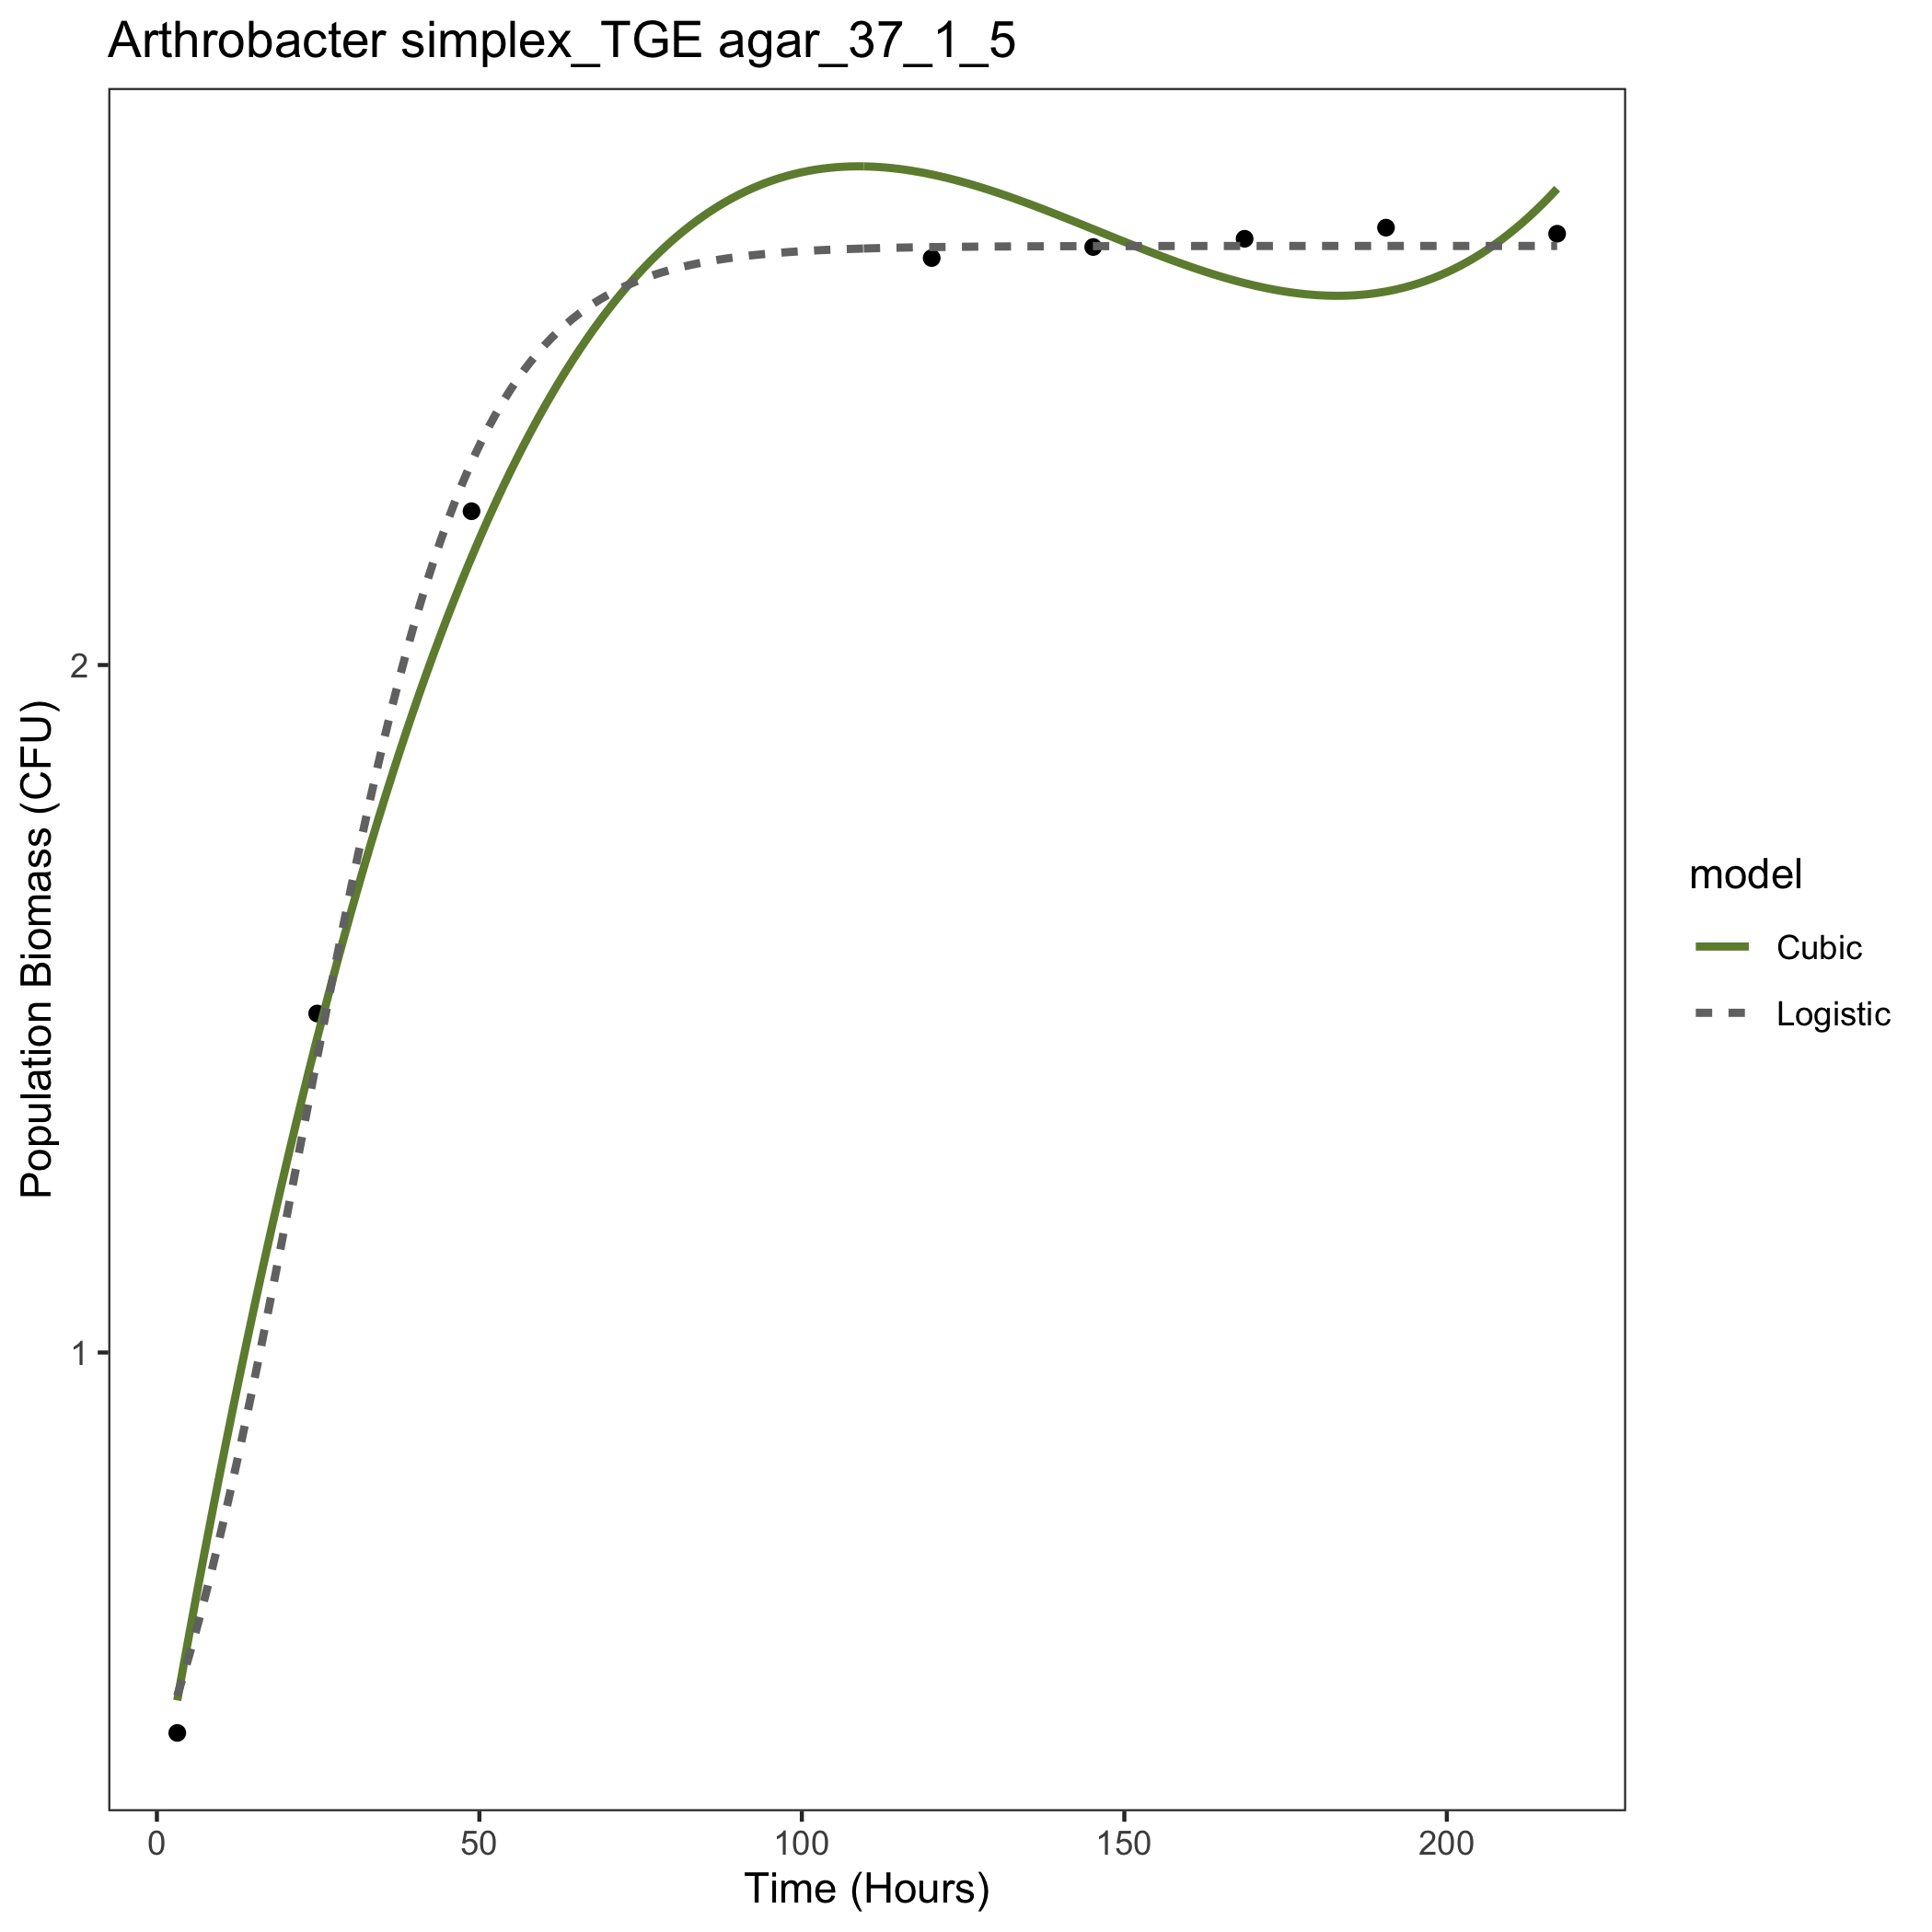 Arthrobacter simplex_TGE agar_37_1_5
Population Biomass (CFU)
2
1
0
50
100
150
200
Time (Hours)
model
Cubic
Logistic